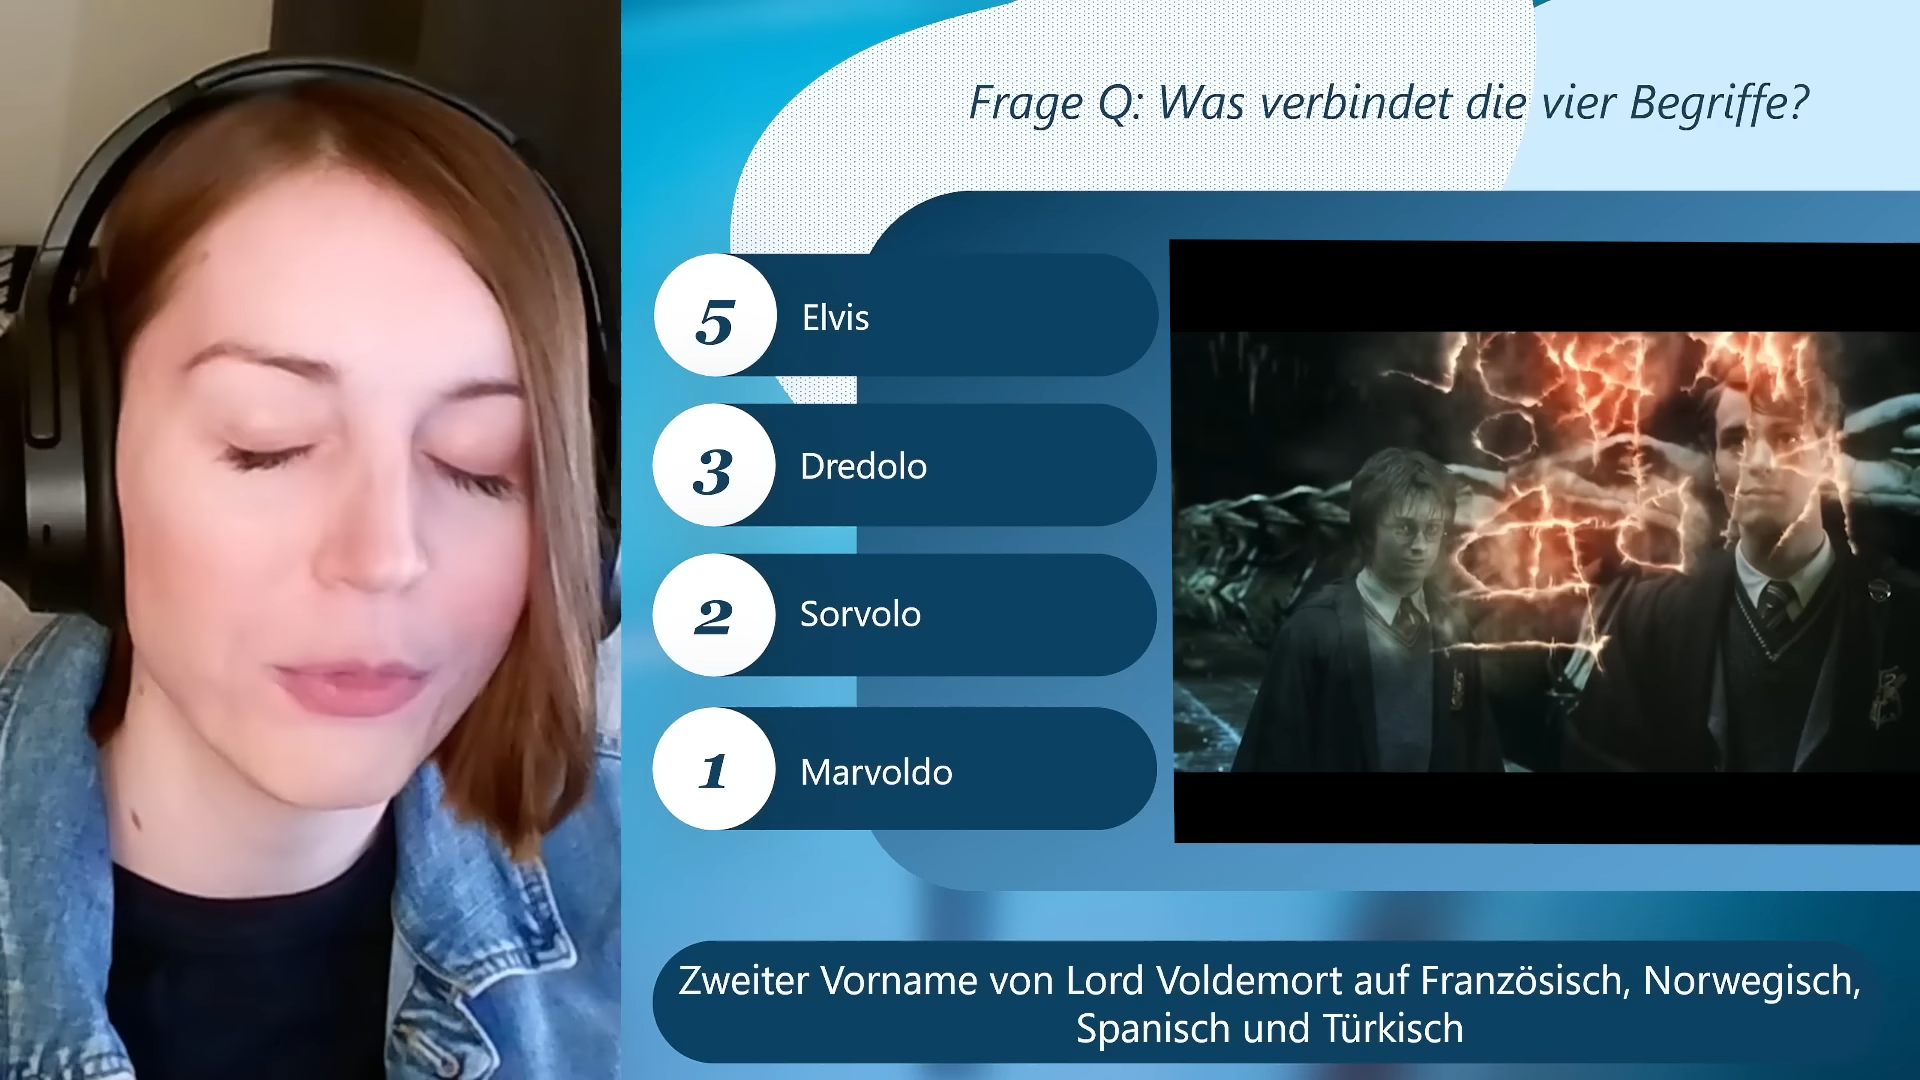 Frage Q: Was verbindet die vier Begriffe?
5 Elvis
3 Dredolo
2 Sorvolo
1 Marvoldo
Zweiter Vorname von Lord Voldemort auf Französisch, Norwegisch,
Spanisch und Türkisch